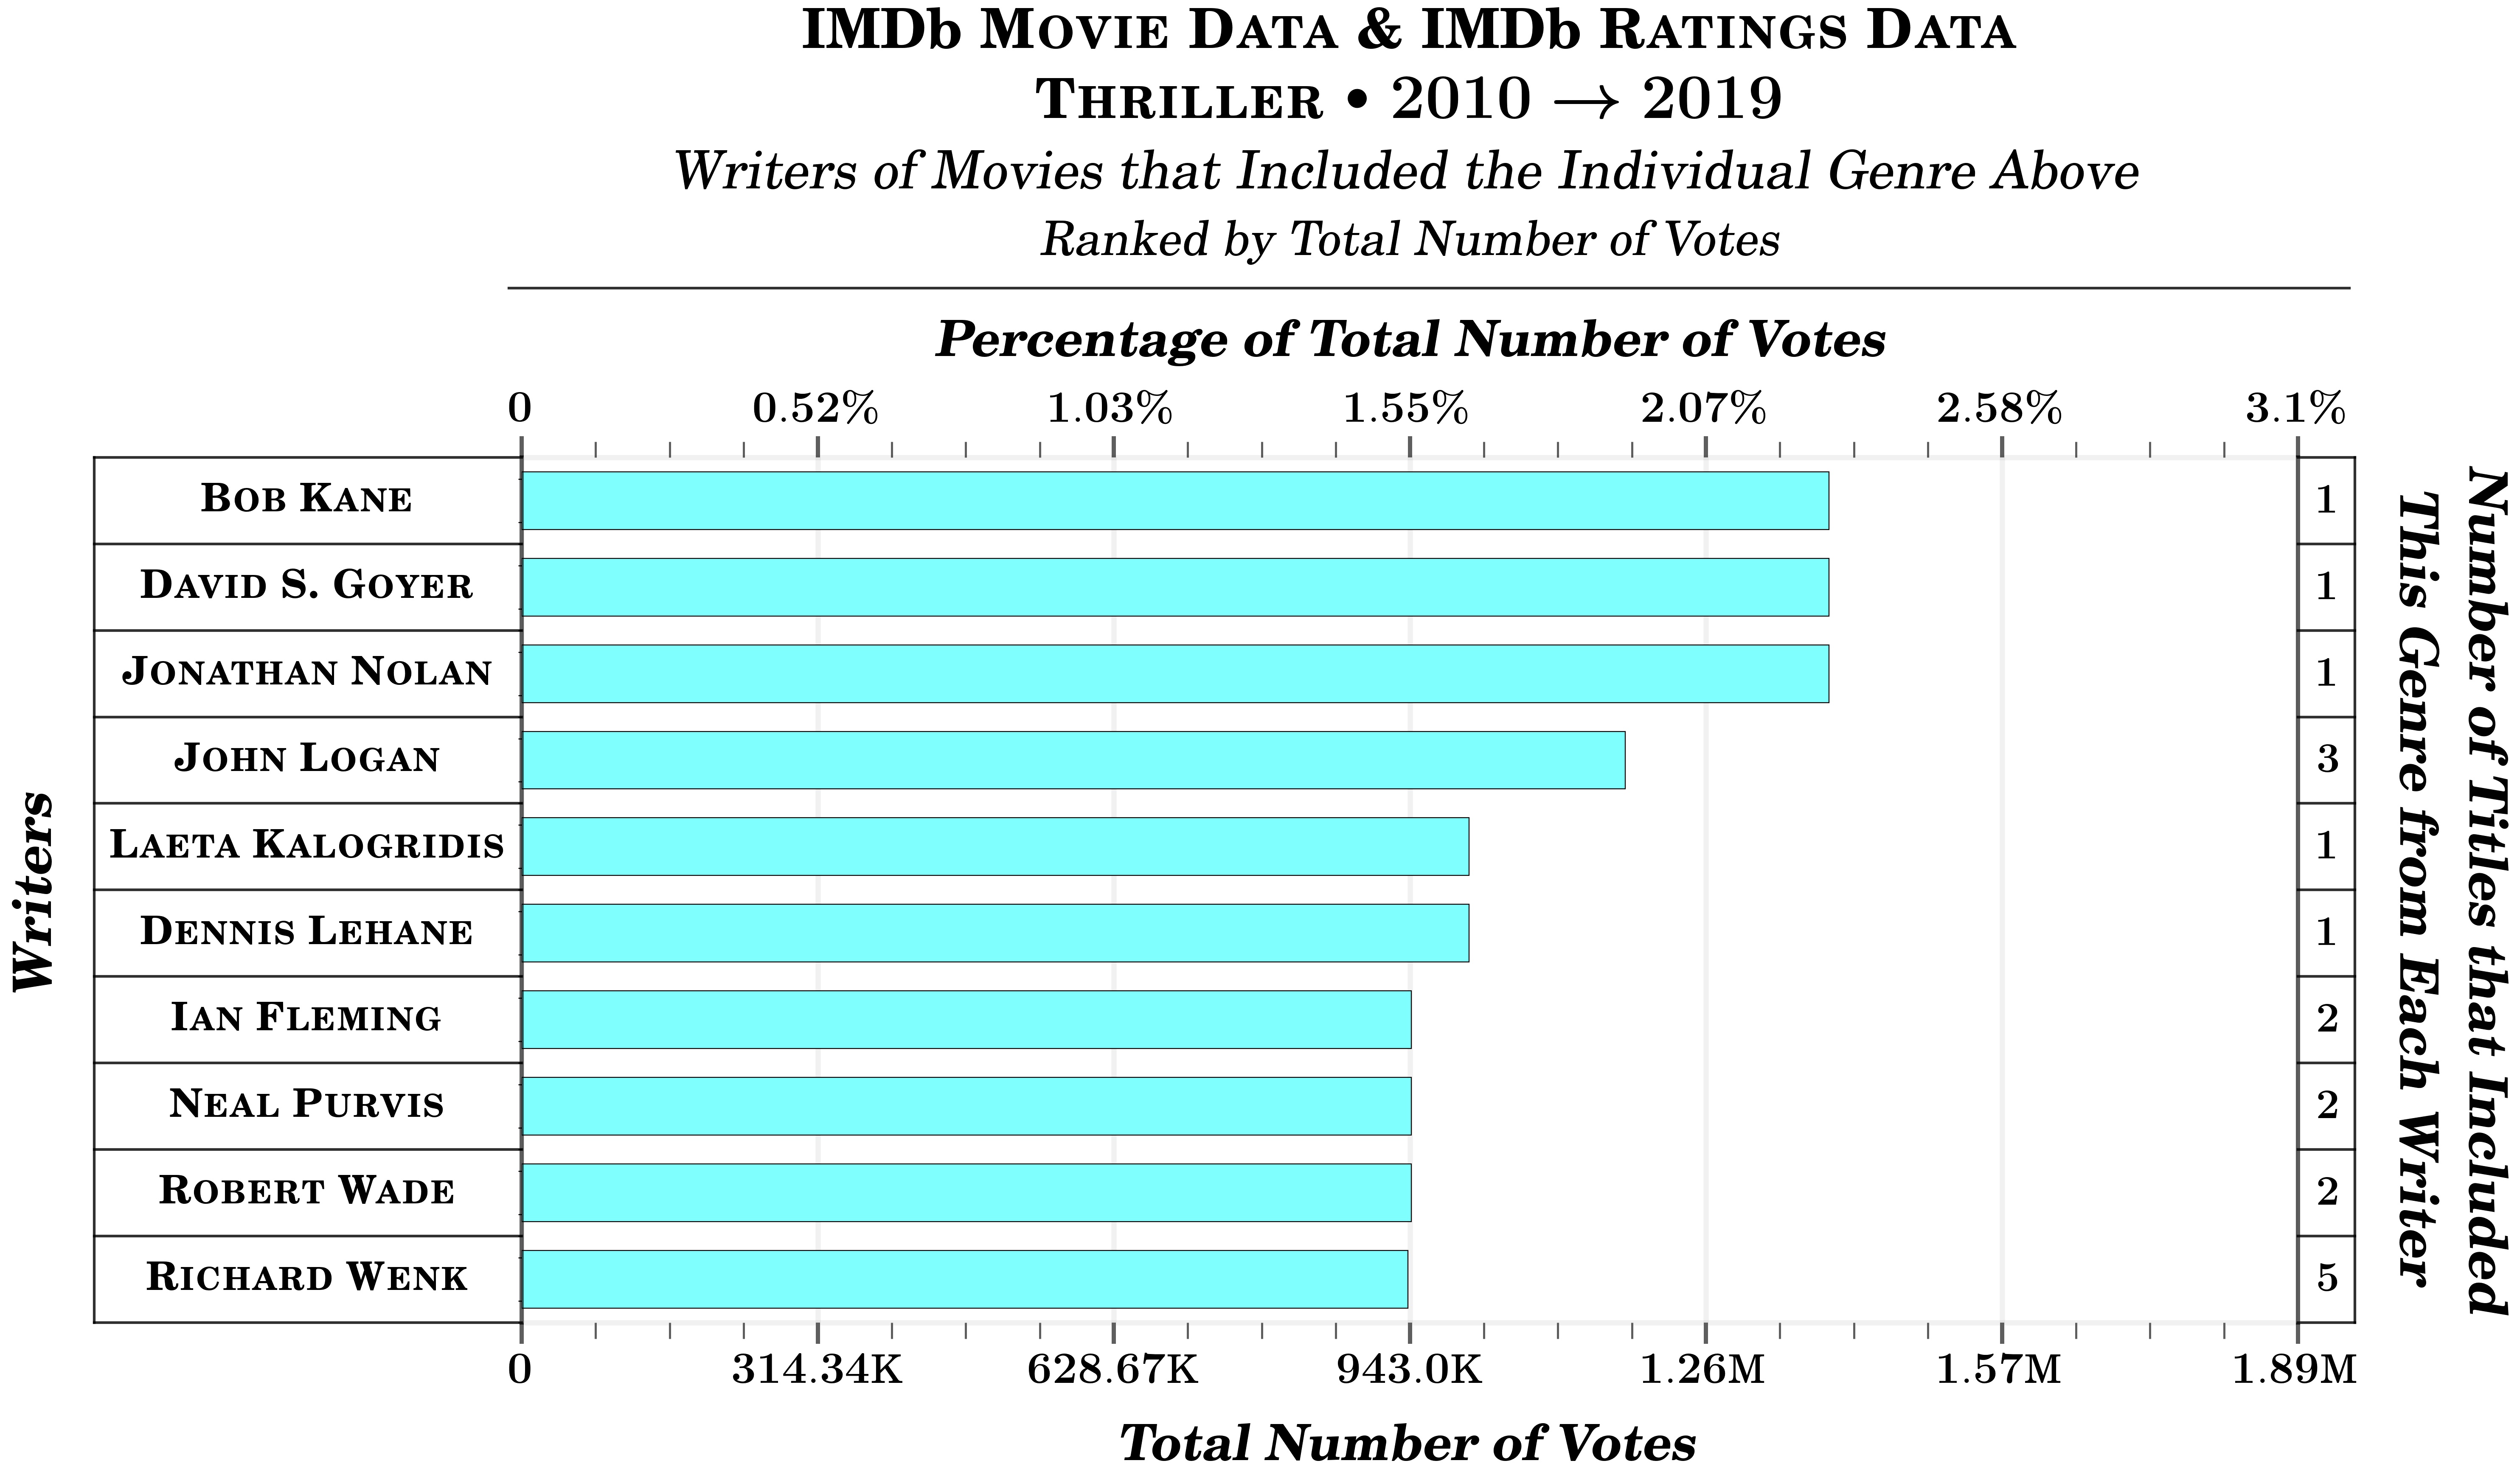 IMDb Movie Data & IMDb Ratings Data
Thriller • 2010 → 2019
Writers of Movies that Included the Individual Genre Above
Ranked by Total Number of Votes
Percentage of Total Number of Votes
0 0.52% 1.03% 1.55% 2.07% 2.58% 3.1%
Writers
Bob Kane 1
David S. Goyer 1
Jonathan Nolan 1
John Logan 3
Laeta Kalogridis 1
Dennis Lehane 1
Ian Fleming 2
Neal Purvis 2
Robert Wade 2
Richard Wenk 5
Number of Titles that Included
This Genre from Each Writer
0 314.34K 628.67K 943.0K 1.26M 1.57M 1.89M
Total Number of Votes